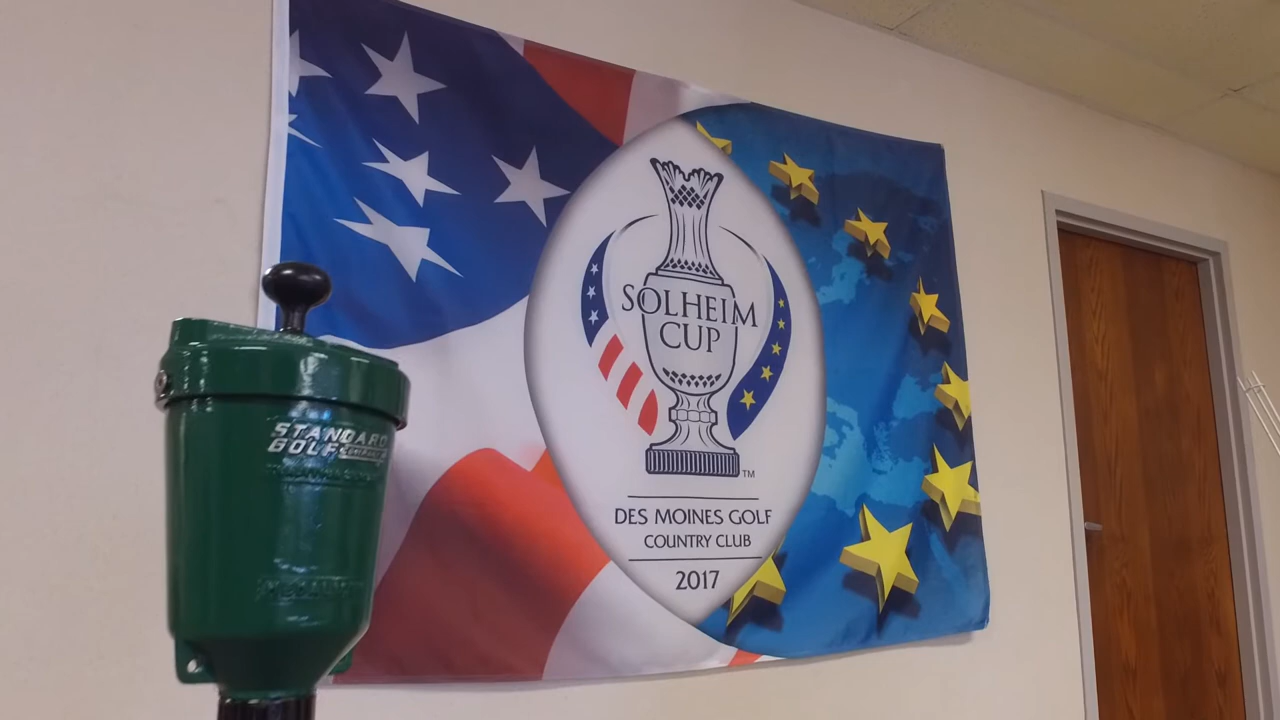 SOLHEIM
CUP
TM
DES MOINES GOLF
COUNTRY CLUB
2017
STANDARD
GOLF